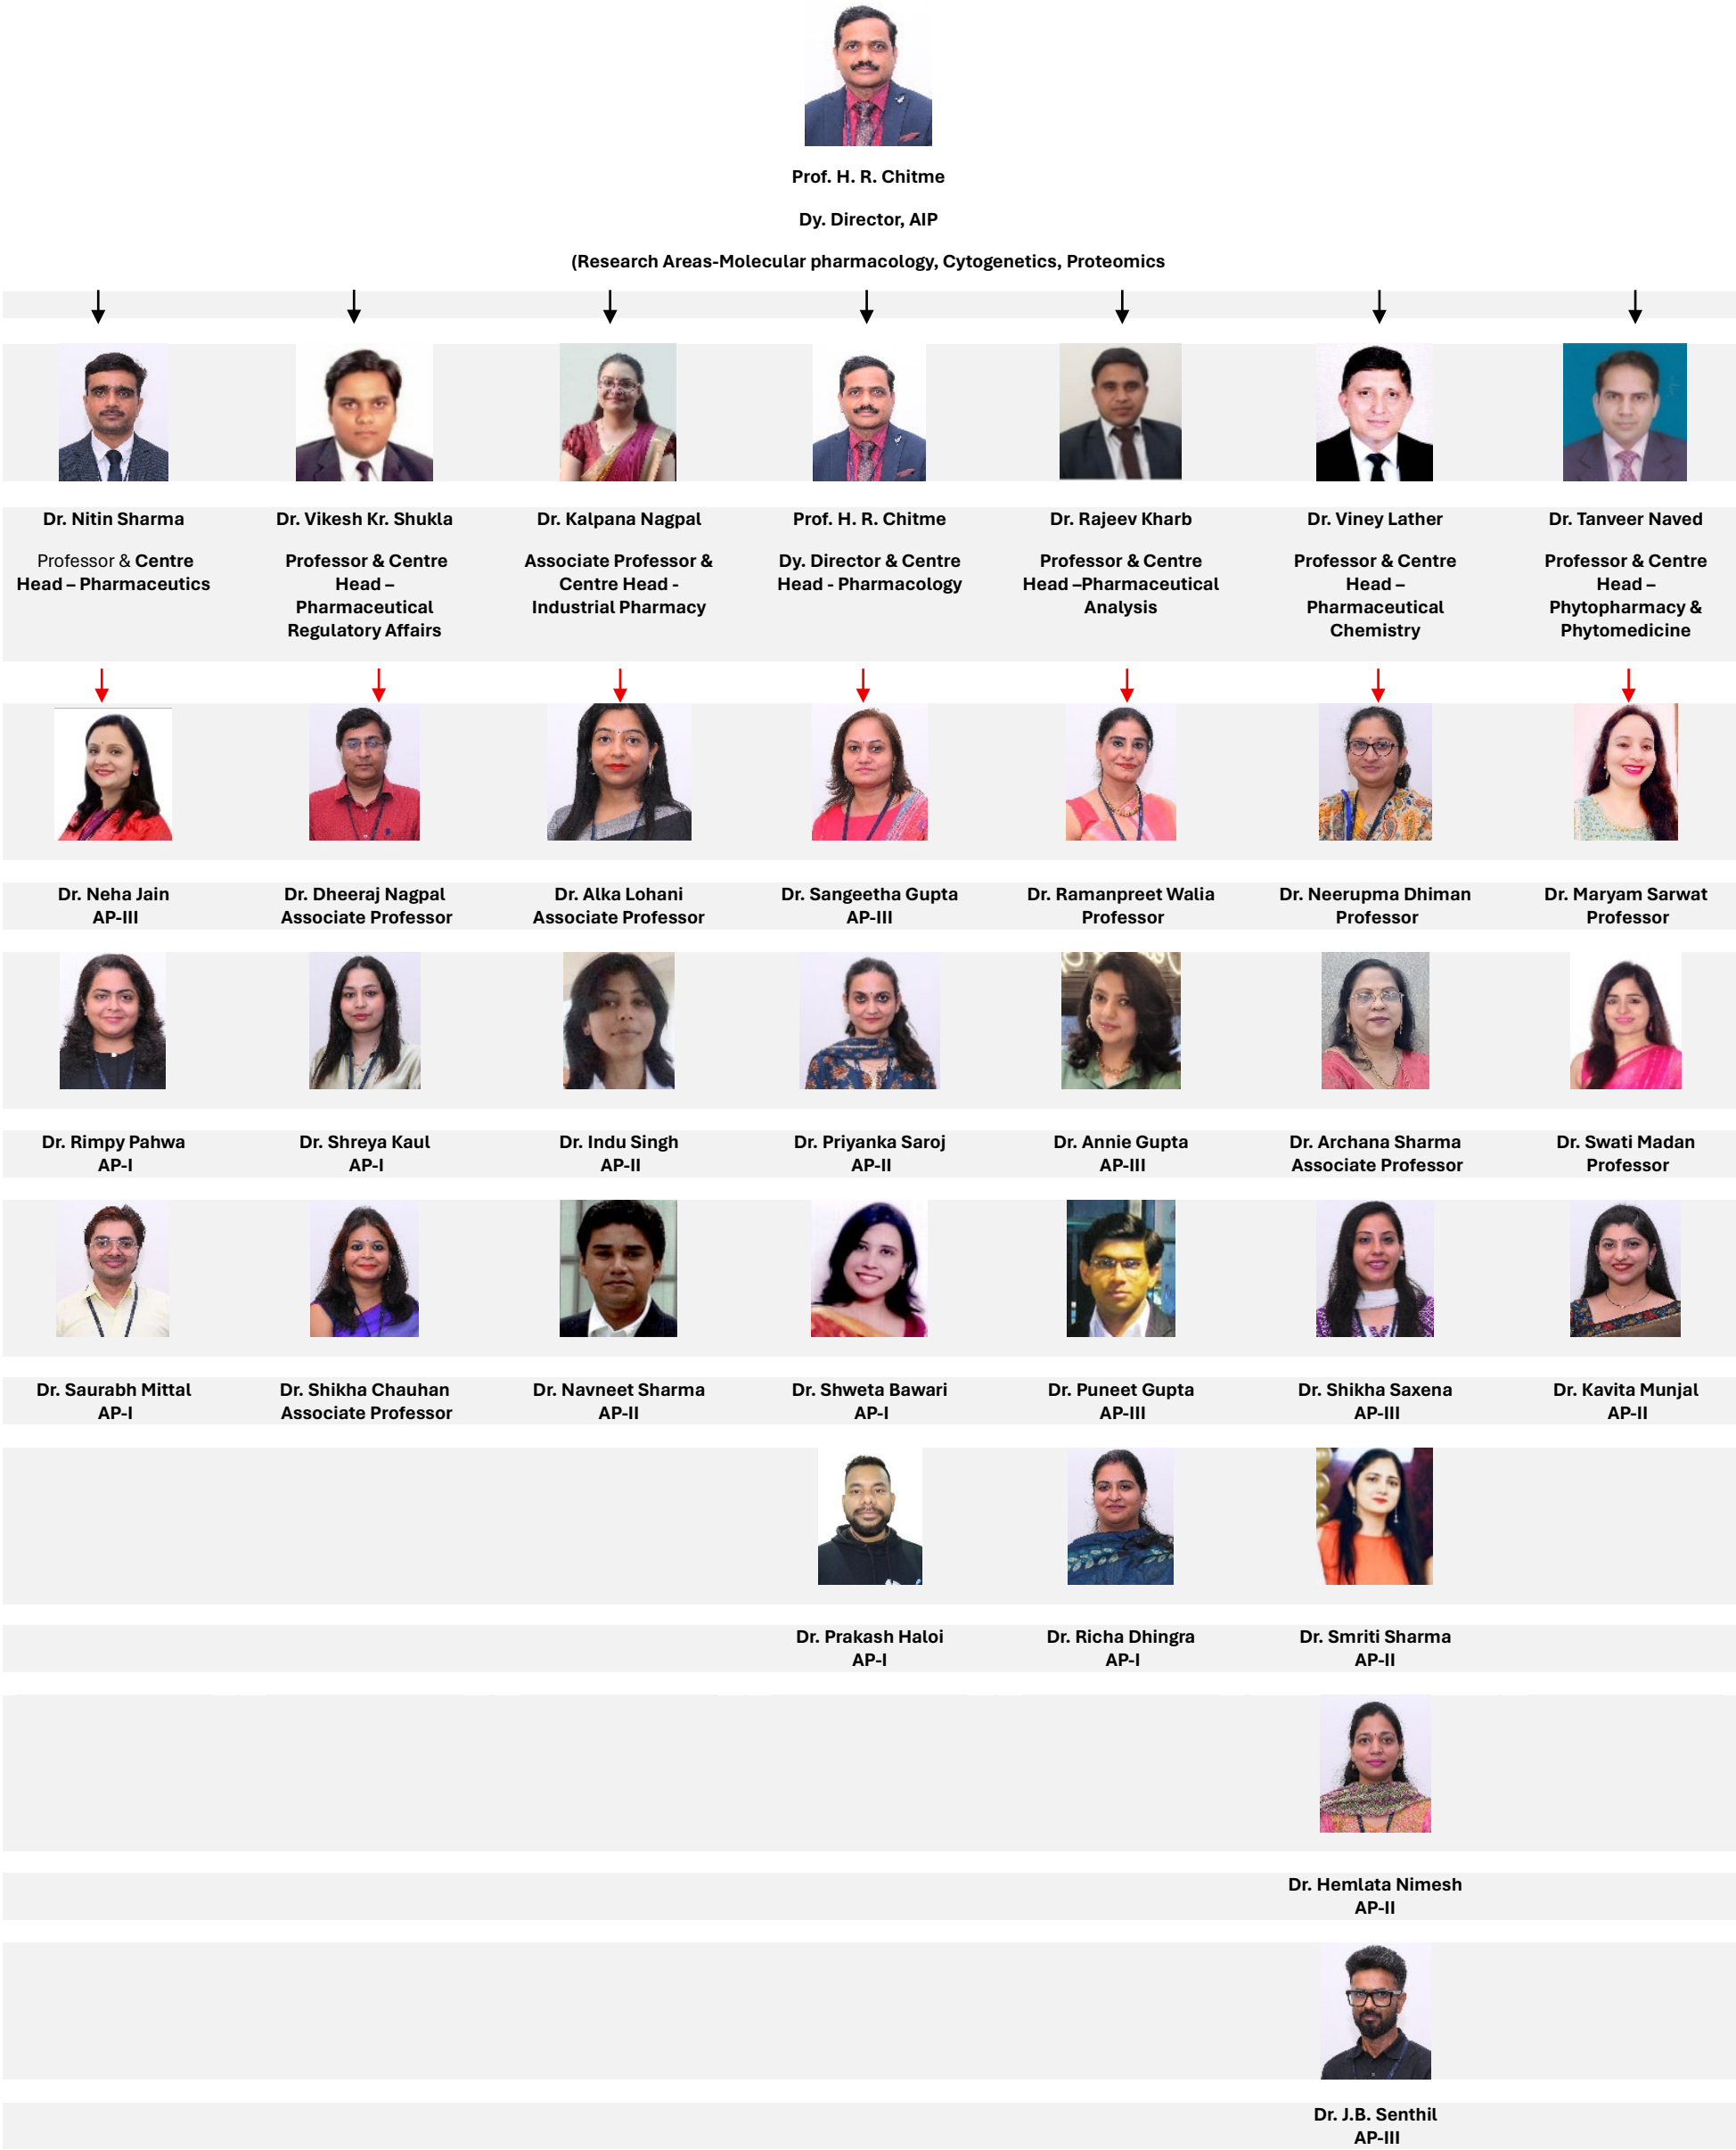 Prof. H. R. Chitme
Dy. Director, AIP
(Research Areas-Molecular pharmacology, Cytogenetics, Proteomics
Dr. Nitin Sharma
Professor & Centre
Head – Pharmaceutics
Dr. Vikesh Kr. Shukla
Professor & Centre
Head –
Pharmaceutical
Regulatory Affairs
Dr. Kalpana Nagpal
Associate Professor &
Centre Head -
Industrial Pharmacy
Prof. H. R. Chitme
Dy. Director & Centre
Head - Pharmacology
Dr. Rajeev Kharb
Professor & Centre
Head –Pharmaceutical
Analysis
Dr. Viney Lather
Professor & Centre
Head –
Pharmaceutical
Chemistry
Dr. Tanveer Naved
Professor & Centre
Head –
Phytopharmacy &
Phytomedicine
Dr. Neha Jain
AP-III
Dr. Dheeraj Nagpal
Associate Professor
Dr. Alka Lohani
Associate Professor
Dr. Sangeetha Gupta
AP-III
Dr. Ramanpreet Walia
Professor
Dr. Neerupma Dhiman
Professor
Dr. Maryam Sarwat
Professor
Dr. Rimpy Pahwa
AP-I
Dr. Shreya Kaul
AP-I
Dr. Indu Singh
AP-II
Dr. Priyanka Saroj
AP-II
Dr. Annie Gupta
AP-III
Dr. Archana Sharma
Associate Professor
Dr. Swati Madan
Professor
Dr. Saurabh Mittal
AP-I
Dr. Shikha Chauhan
Associate Professor
Dr. Navneet Sharma
AP-II
Dr. Shweta Bawari
AP-I
Dr. Puneet Gupta
AP-III
Dr. Shikha Saxena
AP-III
Dr. Kavita Munjal
AP-II
Dr. Prakash Haloi
AP-I
Dr. Richa Dhingra
AP-I
Dr. Smriti Sharma
AP-II
Dr. Hemlata Nimesh
AP-II
Dr. J.B. Senthil
AP-III